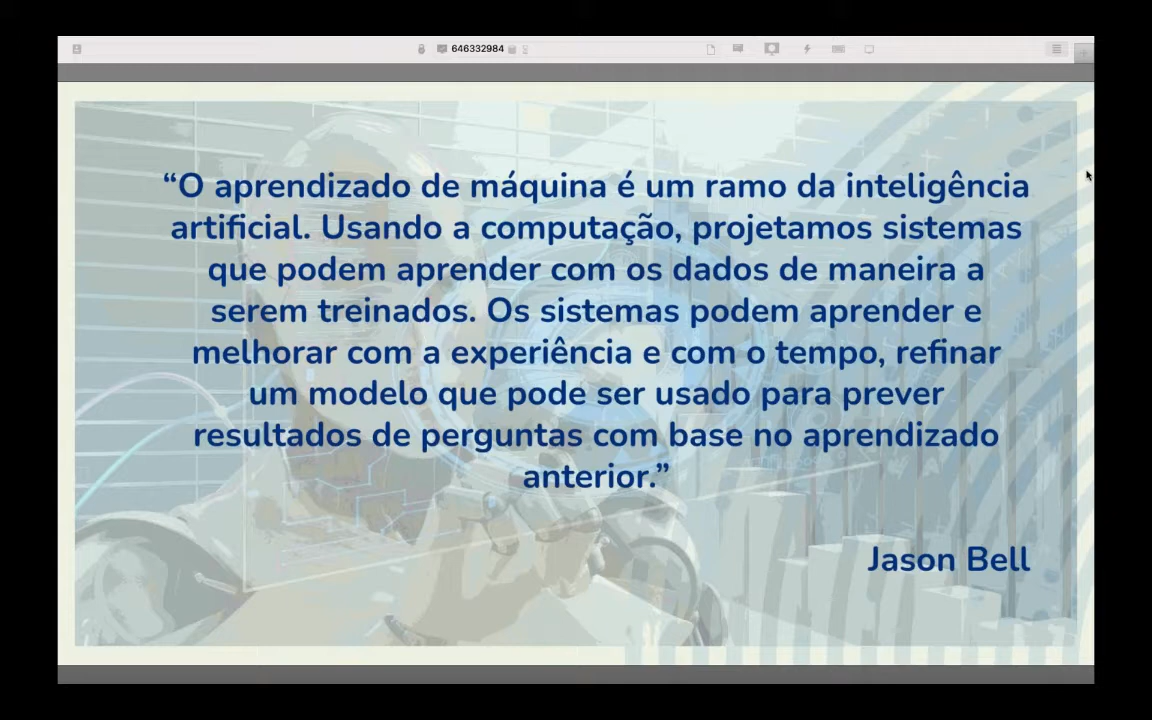 646332984
“O aprendizado de máquina é um ramo da inteligência
artificial. Usando a computação, projetamos sistemas
que podem aprender com os dados de maneira a
serem treinados. Os sistemas podem aprender e
melhorar com a experiência e com o tempo, refinar
um modelo que pode ser usado para prever
resultados de perguntas com base no aprendizado
anterior.”
Jason Bell